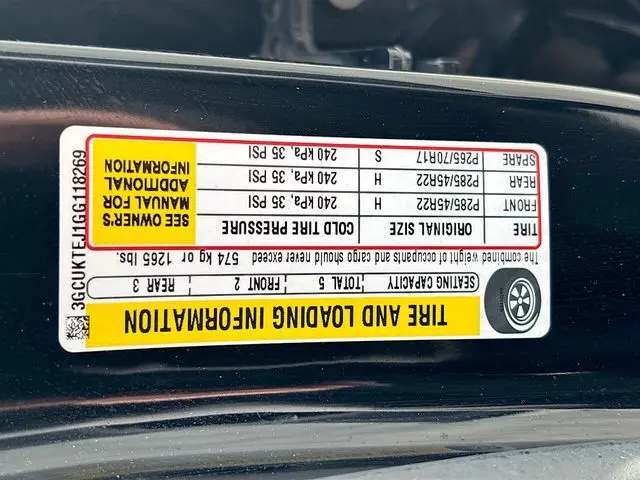 TIRE AND LOADING INFORMATION
SEATING CAPACITY TOTAL 5 FRONT 2 REAR 3
The combined weight of occupants and cargo should never exceed 574 kg or 1265 lbs.
TIRE ORIGINAL SIZE COLD TIRE PRESSURE
FRONT P285/45R22 H 240 kPa, 35 PSI
REAR P285/45R22 H 240 kPa, 35 PSI
SPARE P265/70R17 S 240 kPa, 35 PSI
SEE OWNER'S
MANUAL FOR
ADDITIONAL
INFORMATION
3GCUKTEJ1GG118269